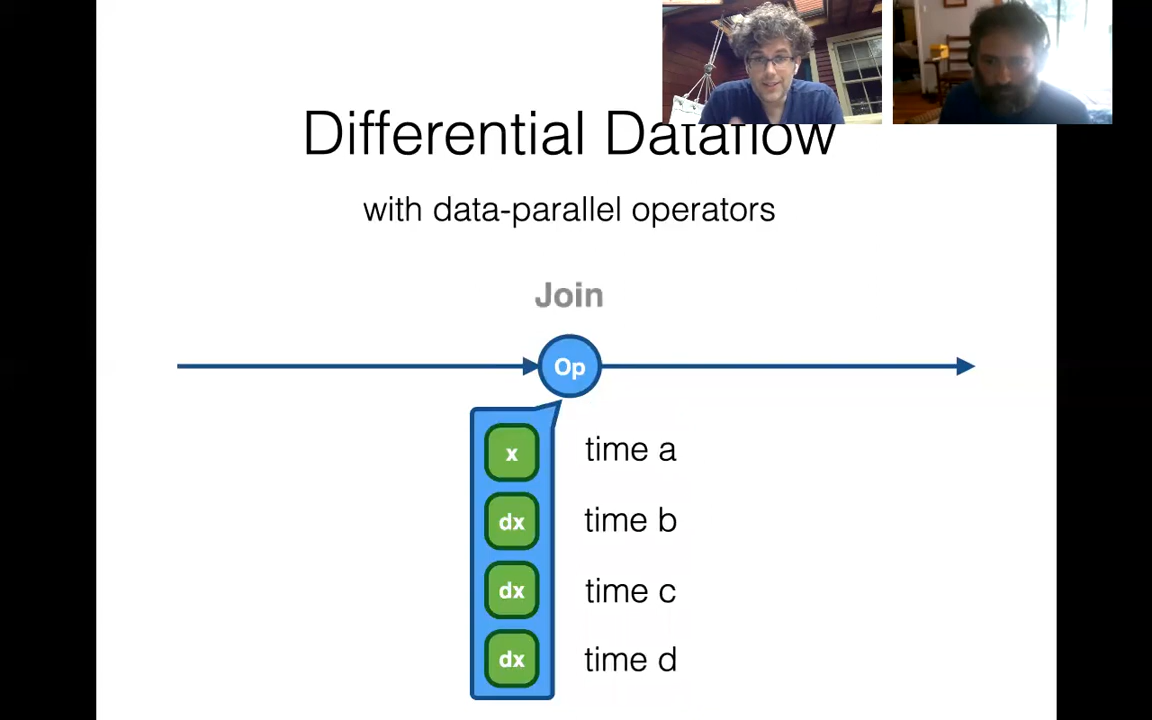 Differential Dataflow
with data-parallel operators
Join
Op
x time a
dx time b
dx time c
dx time d